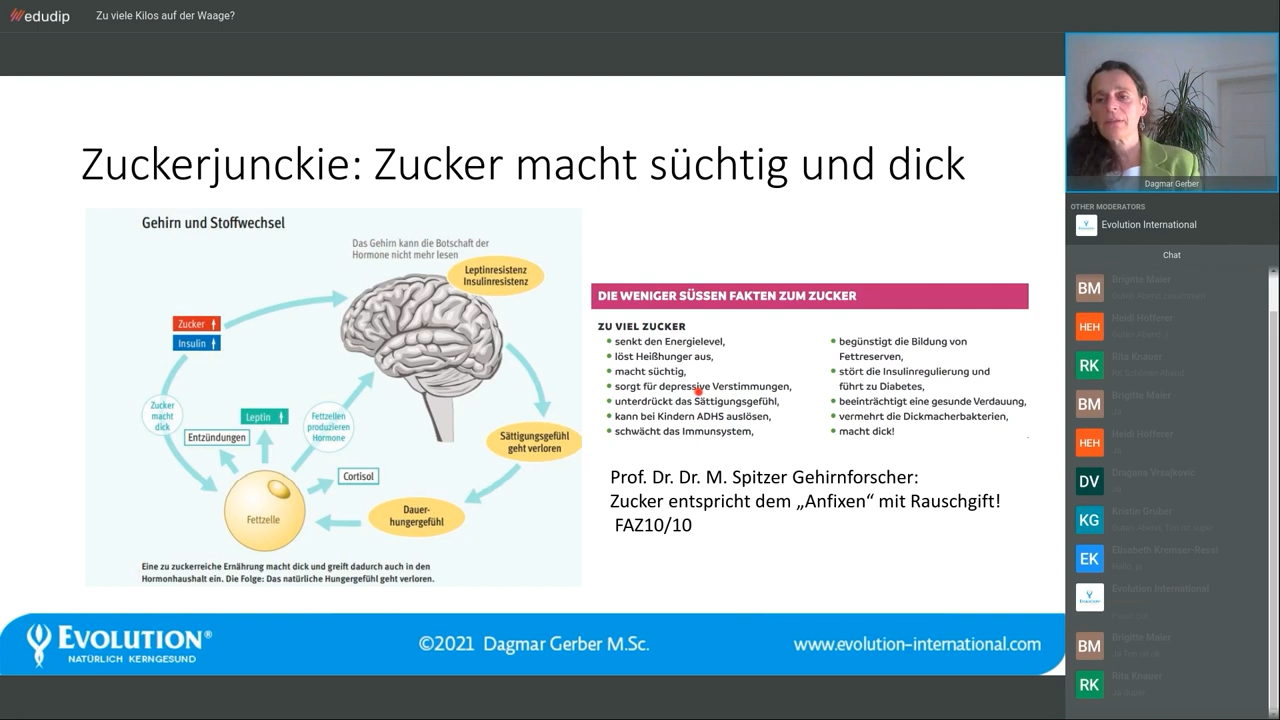 edudip
Zu viele Kilos auf der Waage?
Zuckerjunckie: Zucker macht süchtig und dick
Gehirn und Stoffwechsel
Das Gehirn kann die Botschaft der
Hormone nicht mehr lesen
Leptinresistenz
Insulinresistenz
Zucker
Insulin
Zucker
macht
dick
Leptin
Entzündungen
Fettzellen
produzieren
Hormone
Cortisol
Sättigungsgefühl
geht verloren
Fettzelle
Dauer-
hungergefühl
Eine zu zuckerreiche Ernährung macht dick und greift dadurch auch in den
Hormonhaushalt ein. Die Folge: Das natürliche Hungergefühl geht verloren.
DIE WENIGER SÜSSEN FAKTEN ZUM ZUCKER
ZU VIEL ZUCKER
• senkt den Energielevel,
• löst Heißhunger aus,
• macht süchtig,
• sorgt für depressive Verstimmungen,
• unterdrückt das Sättigungsgefühl,
• kann bei Kindern ADHS auslösen,
• schwächt das Immunsystem,
• begünstigt die Bildung von
Fettreserven,
• stört die Insulinregulierung und
führt zu Diabetes,
• beeinträchtigt eine gesunde Verdauung,
• vermehrt die Dickmacherbakterien,
• macht dick!
Prof. Dr. Dr. M. Spitzer Gehirnforscher:
Zucker entspricht dem „Anfixen“ mit Rauschgift!
FAZ10/10
EVOLUTION®
NATÜRLICH KERNGESUND
©2021 Dagmar Gerber M.Sc.
www.evolution-international.com
Dagmar Gerber
OTHER MODERATORS
Evolution International
Chat
BM
Brigitte Maier
HEH
Heidi Höfferer
RK
Rita Knauer
BM
Brigitte Maier
Ja
HEH
Heidi Höfferer
Ja
DV
Dragana Vrsajkovic
Ja
KG
Kristin Gruber
EK
Evolution International
BM
Brigitte Maier
RK
Rita Knauer